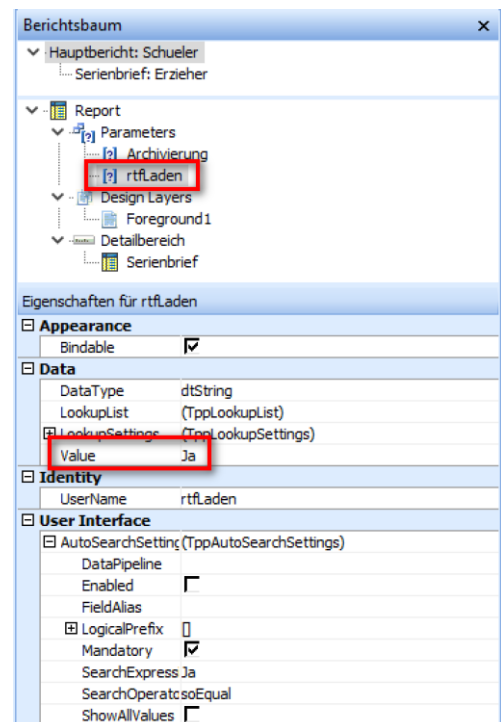 Berichtsbaum
Hauptbericht: Schueler
Serienbrief: Erzieher
Report
Parameters
Archivierung
rtfLaden
Design Layers
Foreground1
Detailbereich
Serienbrief
Eigenschaften für rtfLaden
Appearance
Bindable
Data
DataType dtString
LookupList (TppLookupList)
LookupSettings (TppLookupSettings)
Value Ja
Identity
UserName rtfLaden
User Interface
AutoSearchSetting (TppAutoSearchSettings)
DataPipeline
Enabled
FieldAlias
LogicalPrefix []
Mandatory
SearchExpress Ja
SearchOperatc soEqual
ShowAllValues